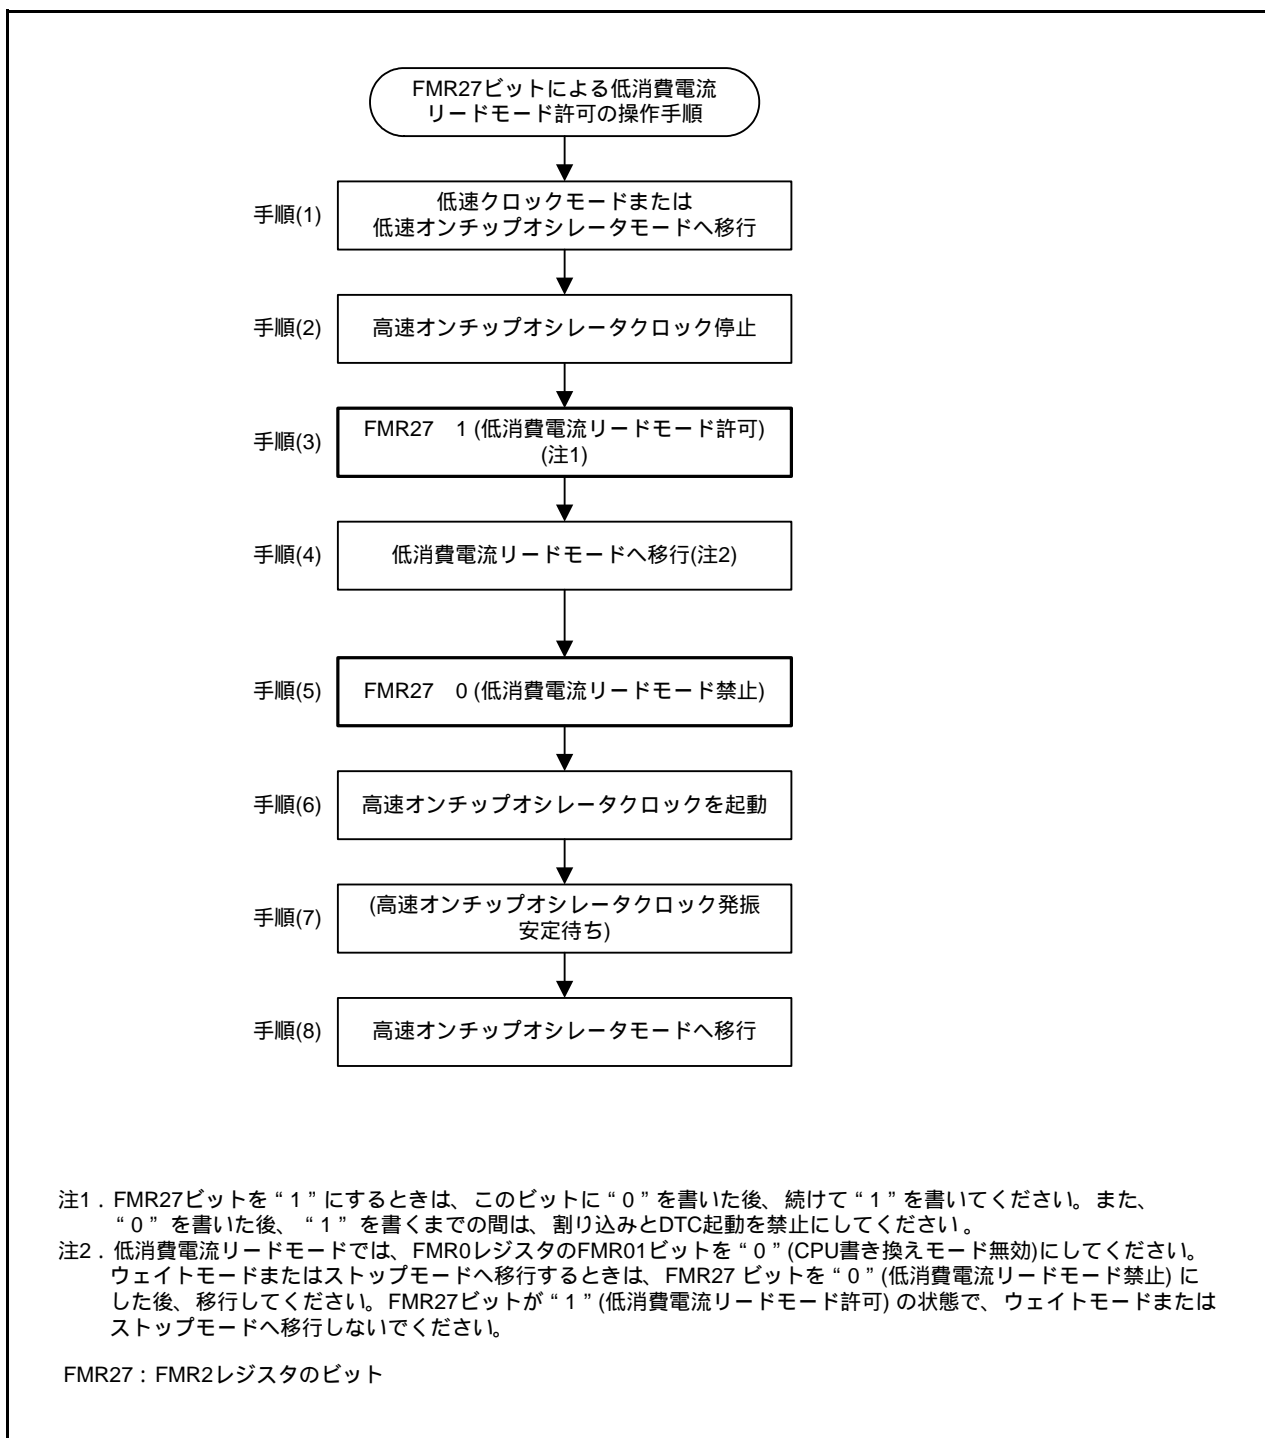 FMR27ビットによる低消費電流
リードモード許可の操作手順
手順(1)
低速クロックモードまたは
低速オンチップオシレータモードへ移行
手順(2)
高速オンチップオシレータクロック停止
手順(3)
FMR27　1 (低消費電流リードモード許可)
(注1)
手順(4)
低消費電流リードモードへ移行(注2)
手順(5)
FMR27　0 (低消費電流リードモード禁止)
手順(6)
高速オンチップオシレータクロックを起動
手順(7)
(高速オンチップオシレータクロック発振
安定待ち)
手順(8)
高速オンチップオシレータモードへ移行
注1．FMR27ビットを“1”にするときは、このビットに“0”を書いた後、続けて“1”を書いてください。また、
“0”を書いた後、“1”を書くまでの間は、割り込みとDTC起動を禁止にしてください。
注2．低消費電流リードモードでは、FMR0レジスタのFMR01ビットを“0”(CPU書き換えモード無効)にしてください。
ウェイトモードまたはストップモードへ移行するときは、FMR27 ビットを“0”(低消費電流リードモード禁止) に
した後、移行してください。FMR27ビットが“1”(低消費電流リードモード許可) の状態で、ウェイトモードまたは
ストップモードへ移行しないでください。
FMR27：FMR2レジスタのビット